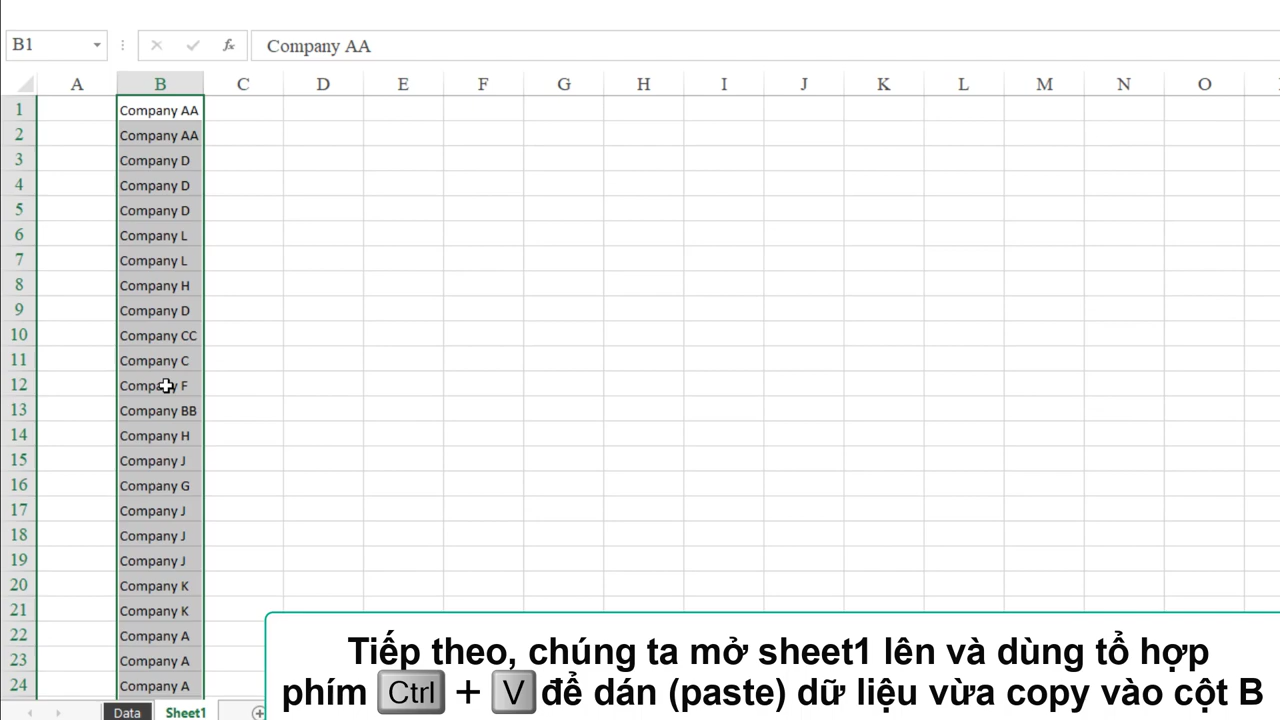 B1 fx Company AA
A B C D E F G H I J K L M N O
1 Company AA
2 Company AA
3 Company D
4 Company D
5 Company D
6 Company L
7 Company L
8 Company H
9 Company D
10 Company CC
11 Company C
12 Company F
13 Company BB
14 Company H
15 Company J
16 Company G
17 Company J
18 Company J
19 Company J
20 Company K
21 Company K
22 Company A
23 Company A
24 Company A
Tiếp theo, chúng ta mở sheet1 lên và dùng tổ hợp
phím Ctrl + V để dán (paste) dữ liệu vừa copy vào cột B
Data Sheet1